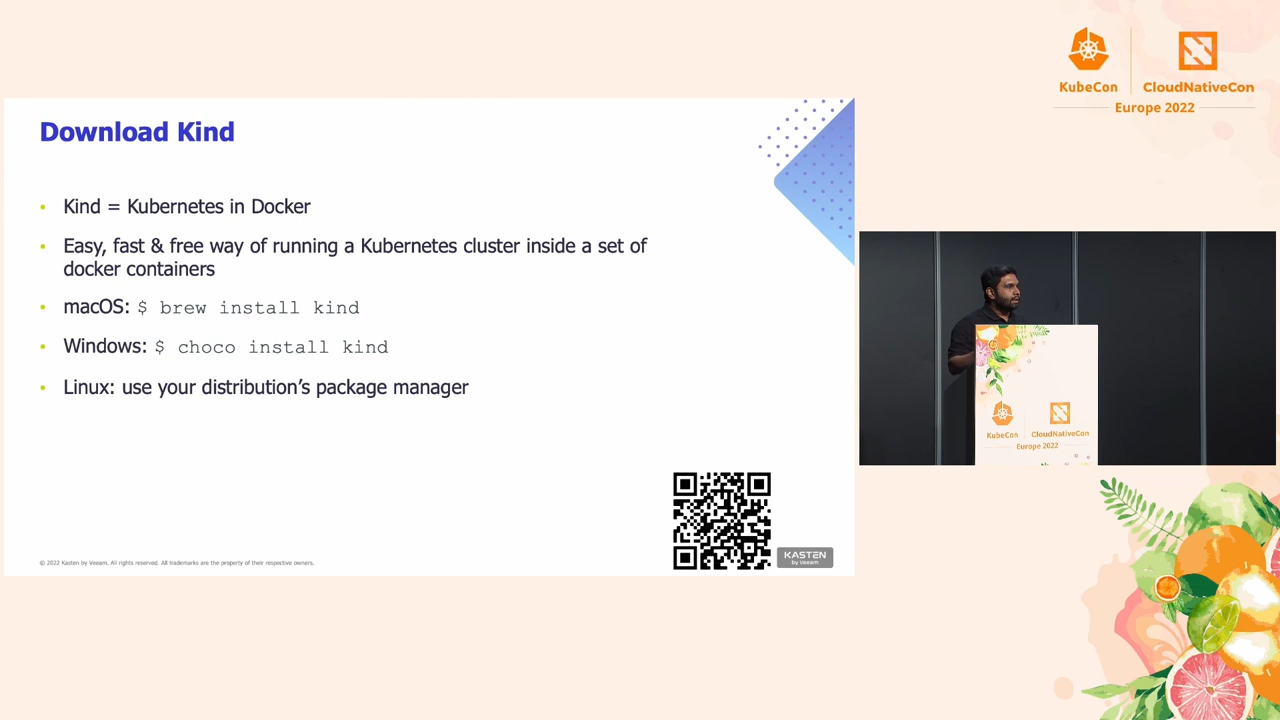 KubeCon
CloudNativeCon
Europe 2022
Download Kind
• Kind = Kubernetes in Docker
• Easy, fast & free way of running a Kubernetes cluster inside a set of
docker containers
• macOS: $ brew install kind
• Windows: $ choco install kind
• Linux: use your distribution’s package manager
© 2022 Kasten by Veeam. All rights reserved. All trademarks are the property of their respective owners.
KASTEN
by Veeam
KubeCon
CloudNativeCon
Europe 2022